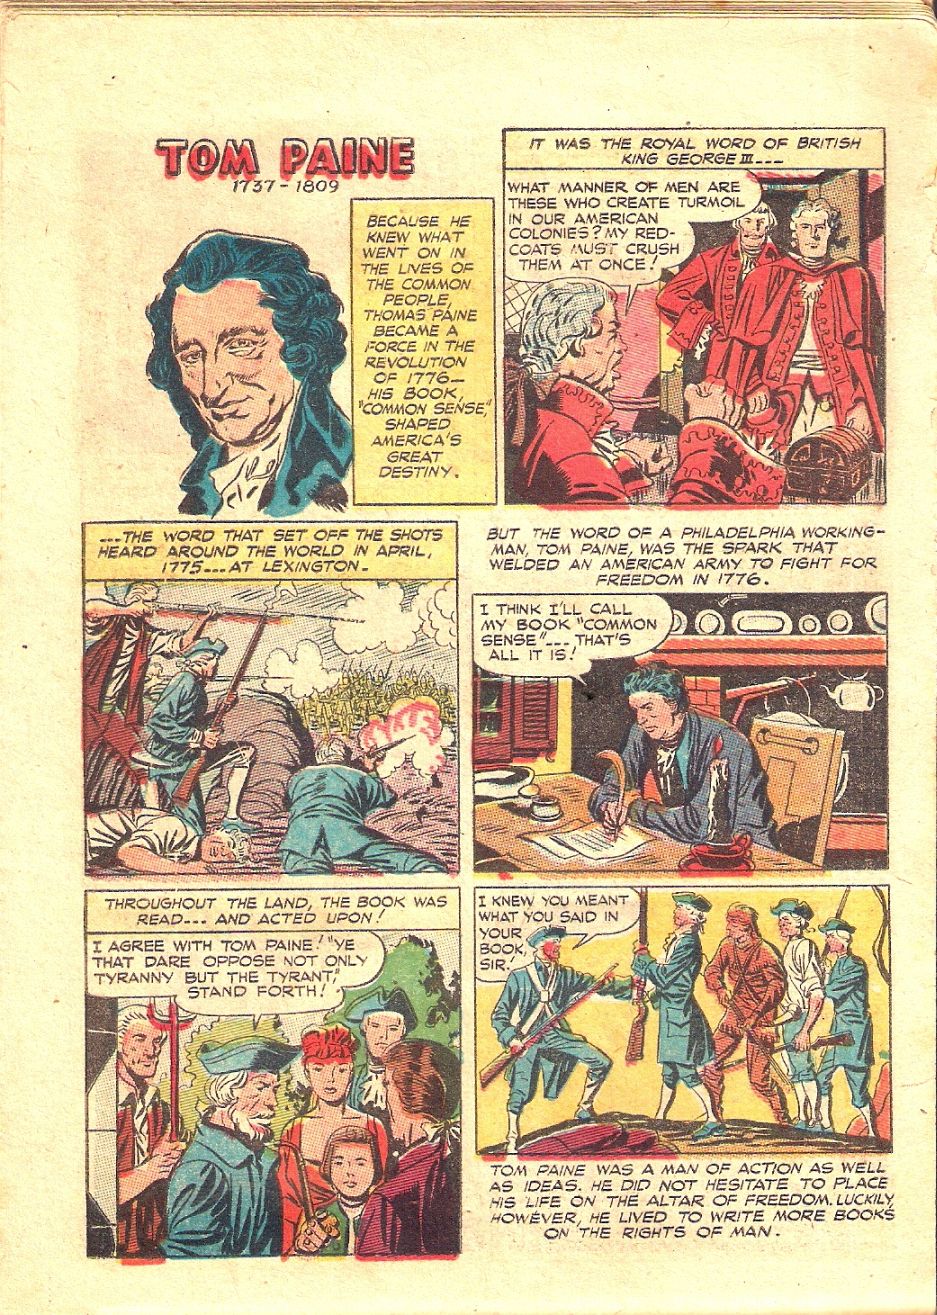 TOM PAINE
1737 - 1809
BECAUSE HE
KNEW WHAT
WENT ON IN
THE LIVES OF
THE COMMON
PEOPLE,
THOMAS PAINE
BECAME A
FORCE IN THE
REVOLUTION
OF 1776—
HIS BOOK,
"COMMON SENSE,"
SHAPED
AMERICA'S
GREAT
DESTINY.
IT WAS THE ROYAL WORD OF BRITISH
KING GEORGE III---
WHAT MANNER OF MEN ARE
THESE WHO CREATE TURMOIL
IN OUR AMERICAN
COLONIES? MY RED-
COATS MUST CRUSH
THEM AT ONCE!
---THE WORD THAT SET OFF THE SHOTS
HEARD AROUND THE WORLD IN APRIL,
1775---AT LEXINGTON-
BUT THE WORD OF A PHILADELPHIA WORKING-
MAN, TOM PAINE, WAS THE SPARK THAT
WELDED AN AMERICAN ARMY TO FIGHT FOR
FREEDOM IN 1776.
I THINK I'LL CALL
MY BOOK "COMMON
SENSE"--- THAT'S
ALL IT IS!
THROUGHOUT THE LAND, THE BOOK WAS
READ--- AND ACTED UPON!
I AGREE WITH TOM PAINE! "YE
THAT DARE OPPOSE NOT ONLY
TYRANNY BUT THE TYRANT,"
STAND FORTH!
I KNEW YOU MEANT
WHAT YOU SAID IN
YOUR
BOOK,
SIR!
TOM PAINE WAS A MAN OF ACTION AS WELL
AS IDEAS. HE DID NOT HESITATE TO PLACE
HIS LIFE ON THE ALTAR OF FREEDOM. LUCKILY,
HOWEVER, HE LIVED TO WRITE MORE BOOKS
ON THE RIGHTS OF MAN.